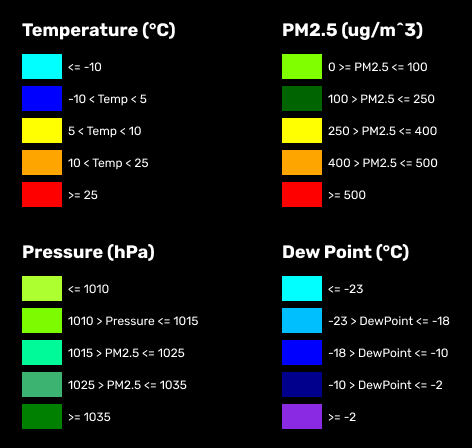 Temperature (°C)
<= -10
-10 < Temp < 5
5 < Temp < 10
10 < Temp < 25
>= 25
PM2.5 (ug/m^3)
0 >= PM2.5 <= 100
100 > PM2.5 <= 250
250 > PM2.5 <= 400
400 > PM2.5 <= 500
>= 500
Pressure (hPa)
<= 1010
1010 > Pressure <= 1015
1015 > PM2.5 <= 1025
1025 > PM2.5 <= 1035
>= 1035
Dew Point (°C)
<= -23
-23 > DewPoint <= -18
-18 > DewPoint <= -10
-10 > DewPoint <= -2
>= -2